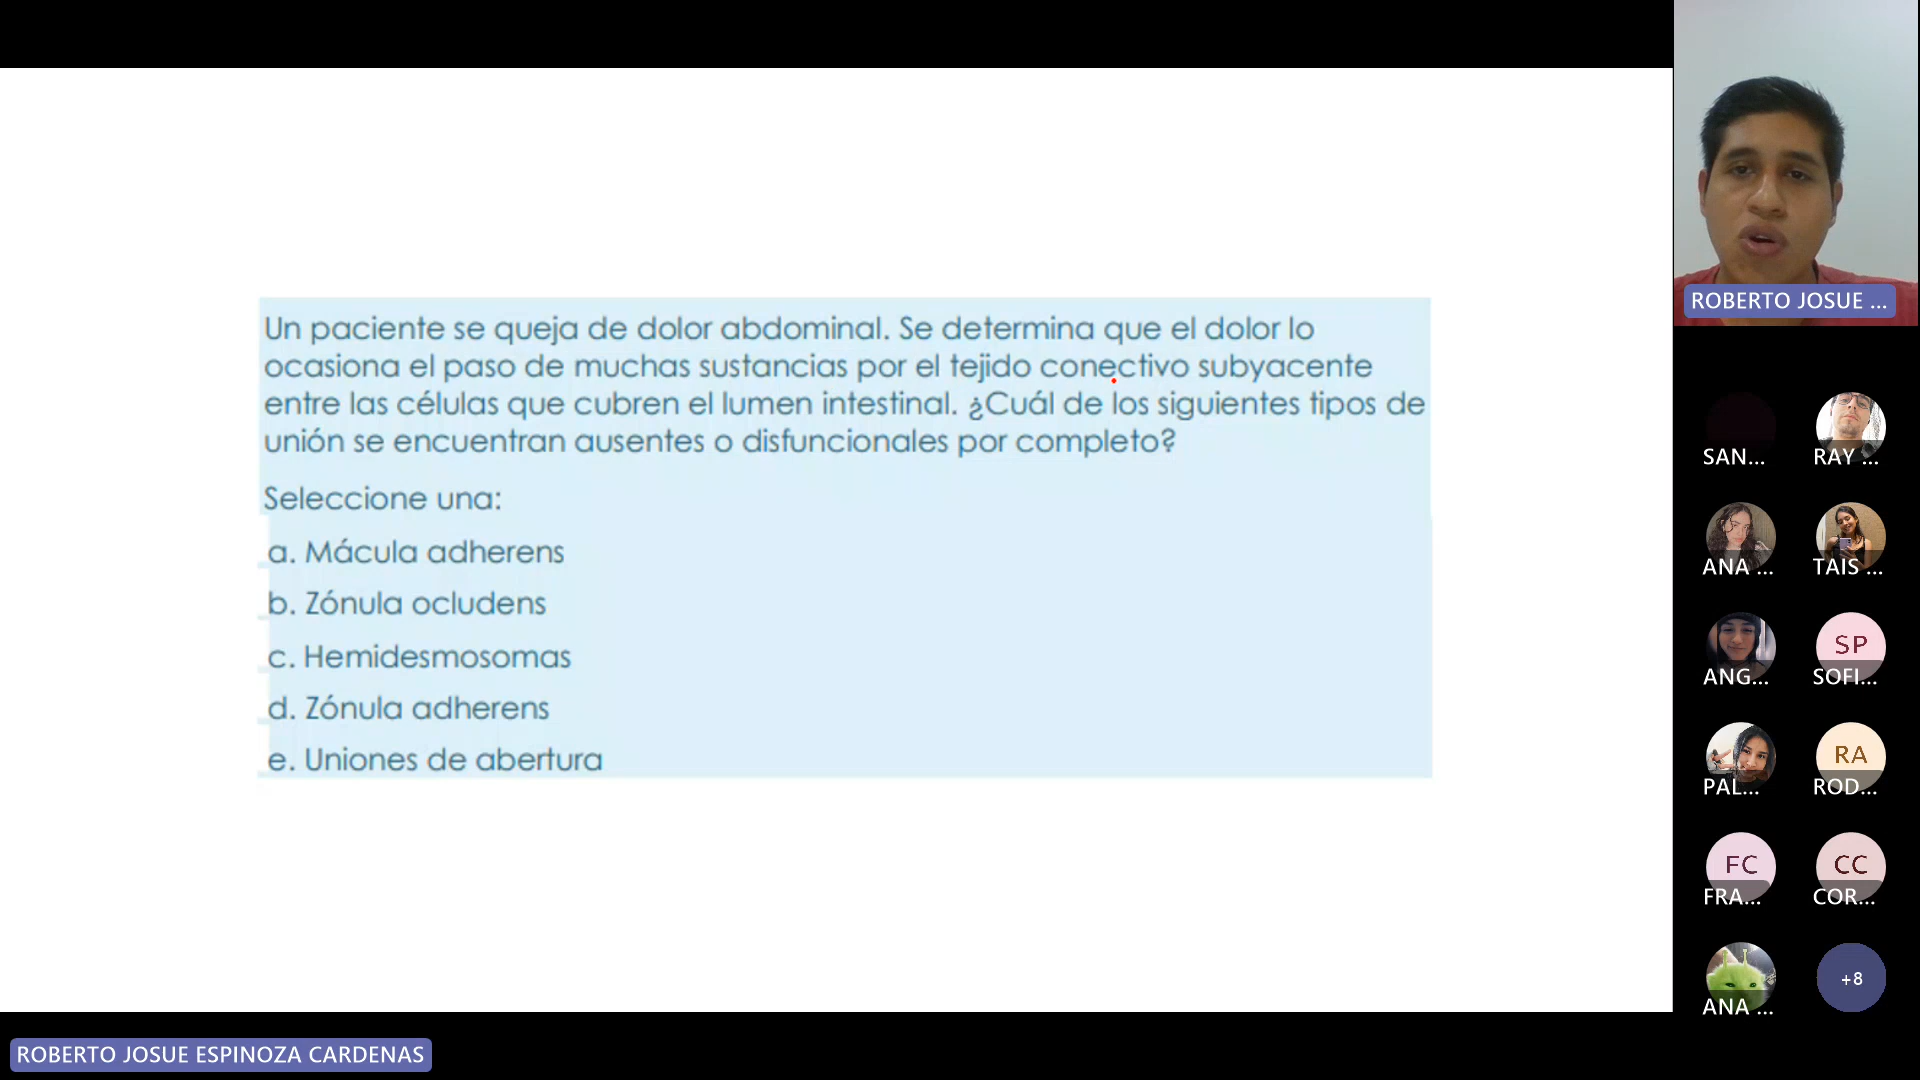 Un paciente se queja de dolor abdominal. Se determina que el dolor lo
ocasiona el paso de muchas sustancias por el tejido conectivo subyacente
entre las células que cubren el lumen intestinal. ¿Cuál de los siguientes tipos de
unión se encuentran ausentes o disfuncionales por completo?
Seleccione una:
a. Mácula adherens
b. Zónula ocludens
c. Hemidesmosomas
d. Zónula adherens
e. Uniones de abertura
ROBERTO JOSUE ...
SAN...
RAY ...
ANA ...
TAIS ...
ANG...
SP
SOFI...
PAL...
RA
ROD...
FC
FRA...
CC
COR...
ANA ...
+8
ROBERTO JOSUE ESPINOZA CARDENAS